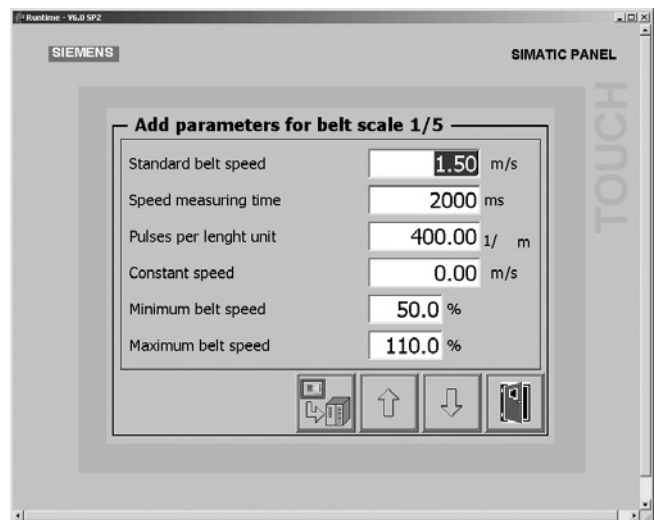 Runtime - V6.0 SP2
SIEMENS
SIMATIC PANEL
TOUCH
Add parameters for belt scale 1/5
Standard belt speed 1.50 m/s
Speed measuring time 2000 ms
Pulses per lenght unit 400.00 1/ m
Constant speed 0.00 m/s
Minimum belt speed 50.0 %
Maximum belt speed 110.0 %